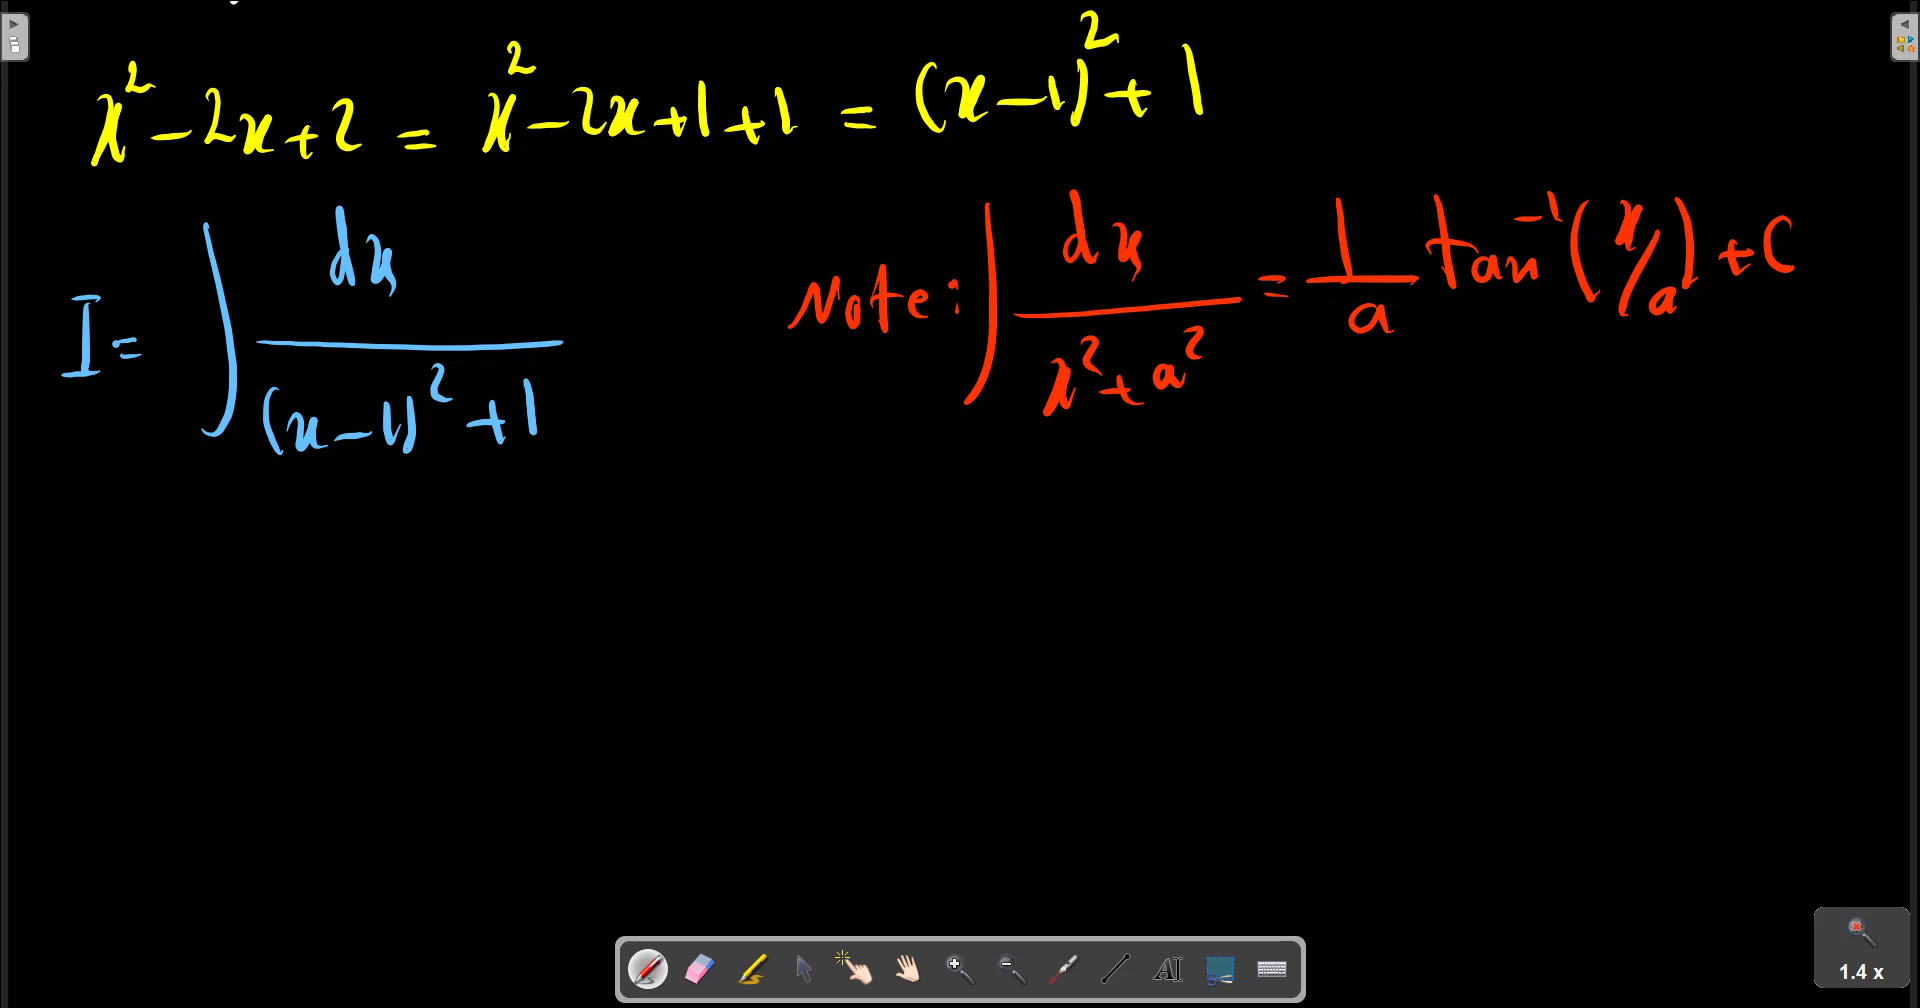 x² - 2x + 2 = x² - 2x + 1 + 1 = (x - 1)² + 1
I = ∫ dx / ((x - 1)² + 1)
Note: ∫ dx / (x² + a²) = 1/a tan⁻¹(x/a) + C
AI
1.4 x